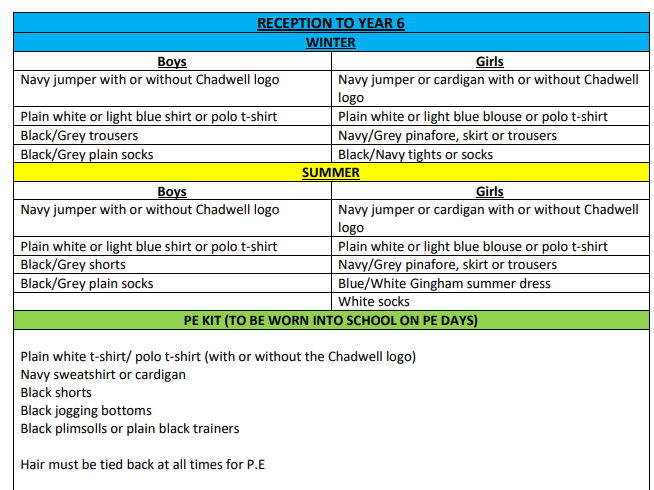 RECEPTION TO YEAR 6
WINTER
Boys Girls
Navy jumper with or without Chadwell logo Navy jumper or cardigan with or without Chadwell
logo
Plain white or light blue shirt or polo t-shirt Plain white or light blue blouse or polo t-shirt
Black/Grey trousers Navy/Grey pinafore, skirt or trousers
Black/Grey plain socks Black/Navy tights or socks
SUMMER
Boys Girls
Navy jumper with or without Chadwell logo Navy jumper or cardigan with or without Chadwell
logo
Plain white or light blue shirt or polo t-shirt Plain white or light blue blouse or polo t-shirt
Black/Grey shorts Navy/Grey pinafore, skirt or trousers
Black/Grey plain socks Blue/White Gingham summer dress
White socks
PE KIT (TO BE WORN INTO SCHOOL ON PE DAYS)
Plain white t-shirt/ polo t-shirt (with or without the Chadwell logo)
Navy sweatshirt or cardigan
Black shorts
Black jogging bottoms
Black plimsolls or plain black trainers
Hair must be tied back at all times for P.E